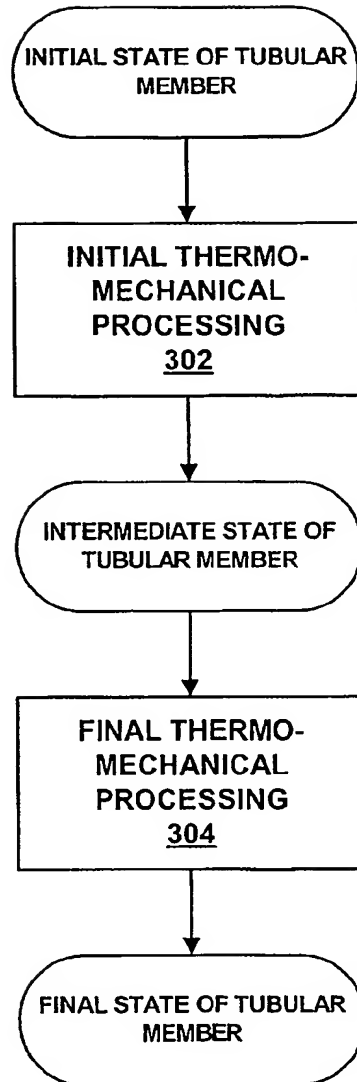 INITIAL STATE OF TUBULAR
MEMBER
INITIAL THERMO-
MECHANICAL
PROCESSING
302
INTERMEDIATE STATE OF
TUBULAR MEMBER
FINAL THERMO-
MECHANICAL
PROCESSING
304
FINAL STATE OF TUBULAR
MEMBER